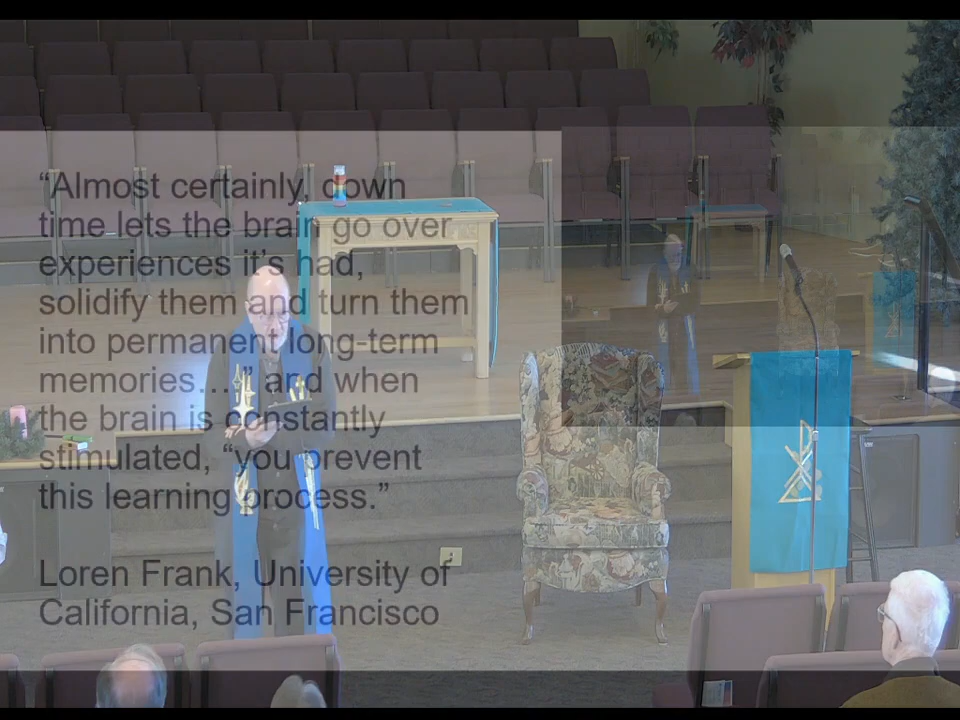 “Almost certainly, down
time lets the brain go over
experiences it’s had,
solidify them and turn them
into permanent long-term
memories…,” and when
the brain is constantly
stimulated, “you prevent
this learning process.”
Loren Frank, University of
California, San Francisco